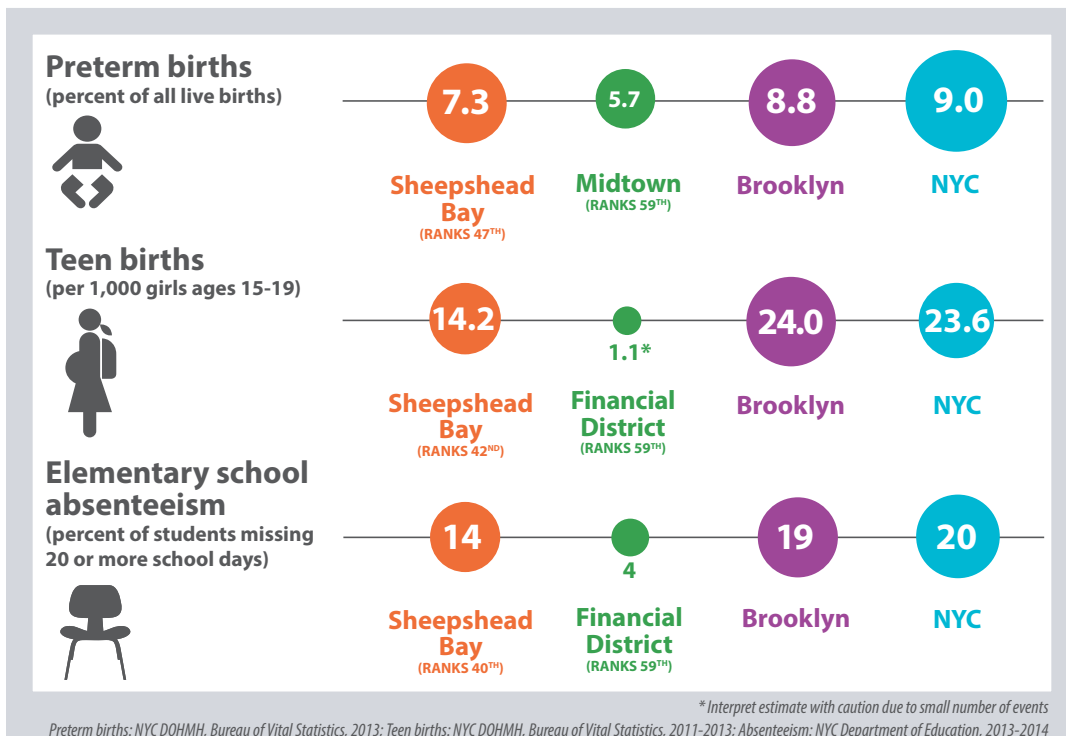 Preterm births
(percent of all live births)
7.3
5.7
8.8
9.0
Sheepshead
Bay
(RANKS 47TH)
Midtown
(RANKS 59TH)
Brooklyn
NYC
Teen births
(per 1,000 girls ages 15-19)
14.2
1.1*
24.0
23.6
Sheepshead
Bay
(RANKS 42ND)
Financial
District
(RANKS 59TH)
Brooklyn
NYC
Elementary school
absenteeism
(percent of students missing
20 or more school days)
14
4
19
20
Sheepshead
Bay
(RANKS 40TH)
Financial
District
(RANKS 59TH)
Brooklyn
NYC
* Interpret estimate with caution due to small number of events
Preterm births: NYC DOHMH, Bureau of Vital Statistics, 2013; Teen births: NYC DOHMH, Bureau of Vital Statistics, 2011-2013; Absenteeism: NYC Department of Education, 2013-2014